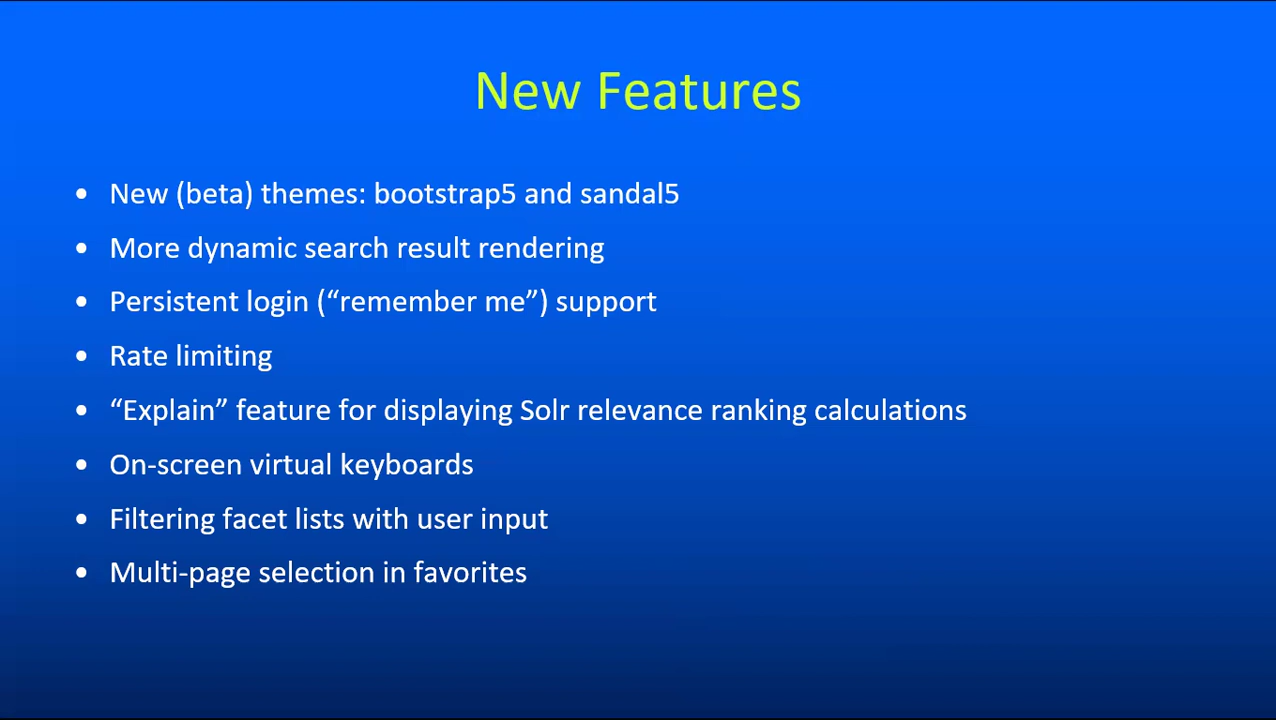 New Features
• New (beta) themes: bootstrap5 and sandal5
• More dynamic search result rendering
• Persistent login (“remember me”) support
• Rate limiting
• “Explain” feature for displaying Solr relevance ranking calculations
• On-screen virtual keyboards
• Filtering facet lists with user input
• Multi-page selection in favorites